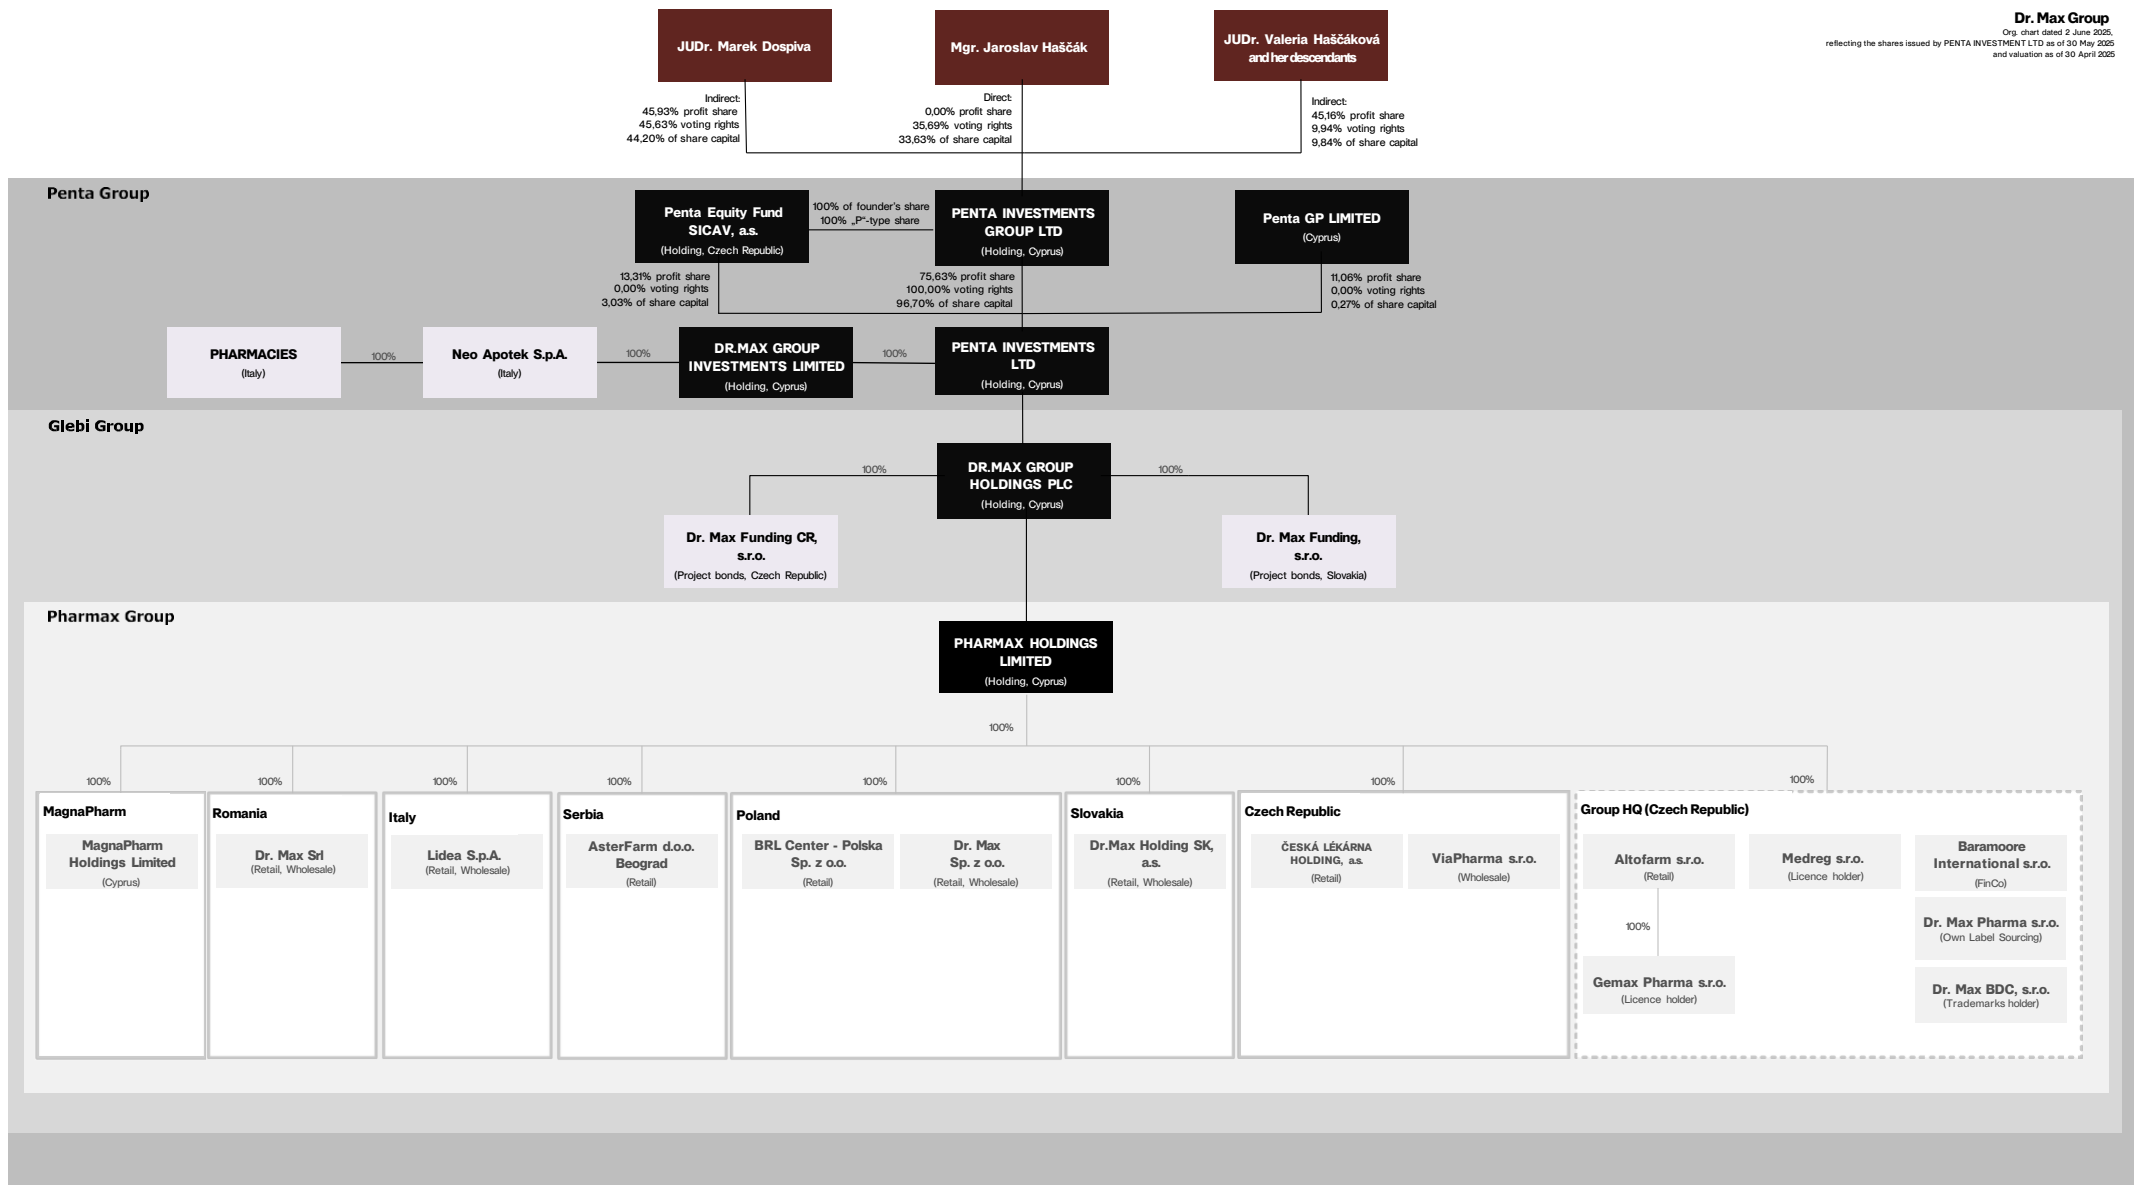 Dr. Max Group
Org. chart dated 2 June 2025,
reflecting the shares issued by PENTA INVESTMENT LTD as of 30 May 2025
and valuation as of 30 April 2025
JUDr. Marek Dospiva
Mgr. Jaroslav Haščák
JUDr. Valeria Haščáková
and her descendants
Indirect:
45,93% profit share
45,63% voting rights
44,20% of share capital
Direct:
0,00% profit share
35,69% voting rights
33,63% of share capital
Indirect:
45,16% profit share
9,94% voting rights
9,84% of share capital
Penta Group
Penta Equity Fund
SICAV, a.s.
(Holding, Czech Republic)
100% of founder's share
100% „P“-type share
PENTA INVESTMENTS
GROUP LTD
(Holding, Cyprus)
Penta GP LIMITED
(Cyprus)
13,31% profit share
0,00% voting rights
3,03% of share capital
75,63% profit share
100,00% voting rights
96,70% of share capital
11,06% profit share
0,00% voting rights
0,27% of share capital
PHARMACIES
(Italy)
100%
Neo Apotek S.p.A.
(Italy)
100%
DR.MAX GROUP
INVESTMENTS LIMITED
(Holding, Cyprus)
100%
PENTA INVESTMENTS
LTD
(Holding, Cyprus)
Glebi Group
100%
DR.MAX GROUP
HOLDINGS PLC
(Holding, Cyprus)
100%
Dr. Max Funding CR,
s.r.o.
(Project bonds, Czech Republic)
Dr. Max Funding,
s.r.o.
(Project bonds, Slovakia)
Pharmax Group
PHARMAX HOLDINGS
LIMITED
(Holding, Cyprus)
100%
100%
100%
100%
100%
100%
100%
100%
100%
MagnaPharm
MagnaPharm
Holdings Limited
(Cyprus)
Romania
Dr. Max Srl
(Retail, Wholesale)
Italy
Lidea S.p.A.
(Retail, Wholesale)
Serbia
AsterFarm d.o.o.
Beograd
(Retail)
Poland
BRL Center - Polska
Sp. z o.o.
(Retail)
Dr. Max
Sp. z o.o.
(Retail, Wholesale)
Slovakia
Dr.Max Holding SK,
a.s.
(Retail, Wholesale)
Czech Republic
ČESKÁ LÉKÁRNA
HOLDING, a.s.
(Retail)
ViaPharma s.r.o.
(Wholesale)
Group HQ (Czech Republic)
Altofarm s.r.o.
(Retail)
100%
Gemax Pharma s.r.o.
(Licence holder)
Medreg s.r.o.
(Licence holder)
Baramoore
International s.r.o.
(FinCo)
Dr. Max Pharma s.r.o.
(Own Label Sourcing)
Dr. Max BDC, s.r.o.
(Trademarks holder)